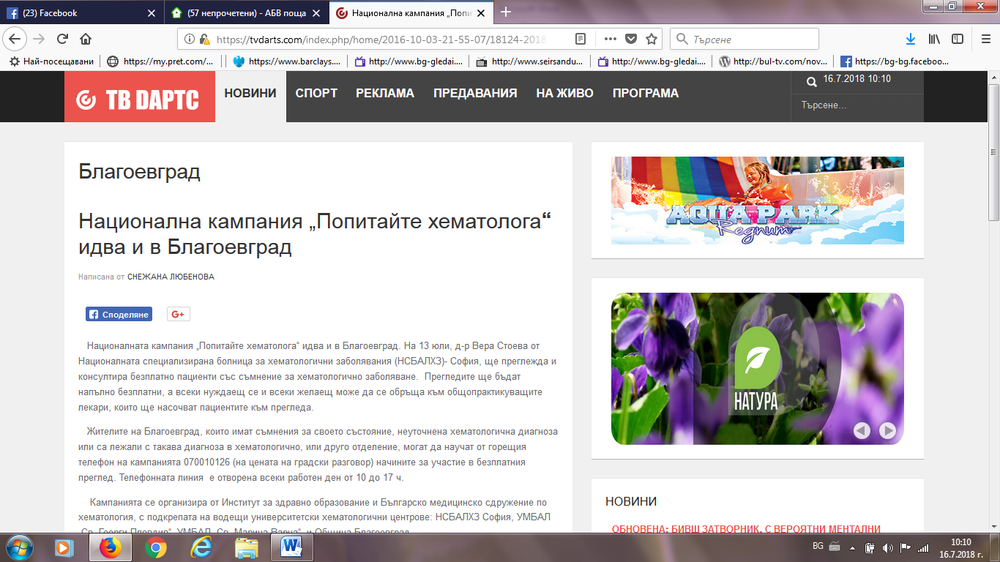 (23) Facebook
(57 непрочетени) - АБВ поща
Национална кампания „Попи
https://tvdarts.com/index.php/home/2016-10-03-21-55-07/18124-2018
Търсене
Най-посещавани
https://my.pret.com/...
https://www.barclays....
http://www.bg-gledai....
http://www.seirsandu...
http://www.bg-gledai....
http://bul-tv.com/nov...
https://bg-bg.faceboo...
ТВ DАРТС
НОВИНИ
СПОРТ
РЕКЛАМА
ПРЕДАВАНИЯ
НА ЖИВО
ПРОГРАМА
16.7.2018 10:10
Търсене...
Благоевград
Национална кампания „Попитайте хематолога“
идва и в Благоевград
Написана от СНЕЖАНА ЛЮБЕНОВА
Споделяне
G+
Националната кампания „Попитайте хематолога“ идва и в Благоевград. На 13 юли, д-р Вера Стоева от
Националната специализирана болница за хематологични заболявания (НСБАЛХЗ)- София, ще преглежда и
консултира безплатно пациенти със съмнение за хематологично заболяване. Прегледите ще бъдат
напълно безплатни, а всеки нуждаещ се и всеки желаещ може да се обръща към общопрактикуващите
лекари, които ще насочват пациентите към прегледа.
Жителите на Благоевград, които имат съмнения за своето състояние, неуточнена хематологична диагноза
или са лежали с такава диагноза в хематологично, или друго отделение, могат да научат от горещия
телефон на кампанията 070010126 (на цената на градски разговор) начините за участие в безплатния
преглед. Телефонната линия е отворена всеки работен ден от 10 до 17 ч.
Кампанията се организира от Институт за здравно образование и Българско медицинско сдружение по
хематология, с подкрепата на водещи университетски хематологични центрове: НСБАЛХЗ София, УМБАЛ
„Св. Георги Пловдив“, УМБАЛ „Св. Марина Варна“, и Община Благоевград.
AQUA PARK
Regnum
НАТУРА
НОВИНИ
ОБНОВЕНА: БИВШ ЗАТВОРНИК, С ВЕРОЯТНИ МЕНТАЛНИ
BG
10:10
16.7.2018 г.